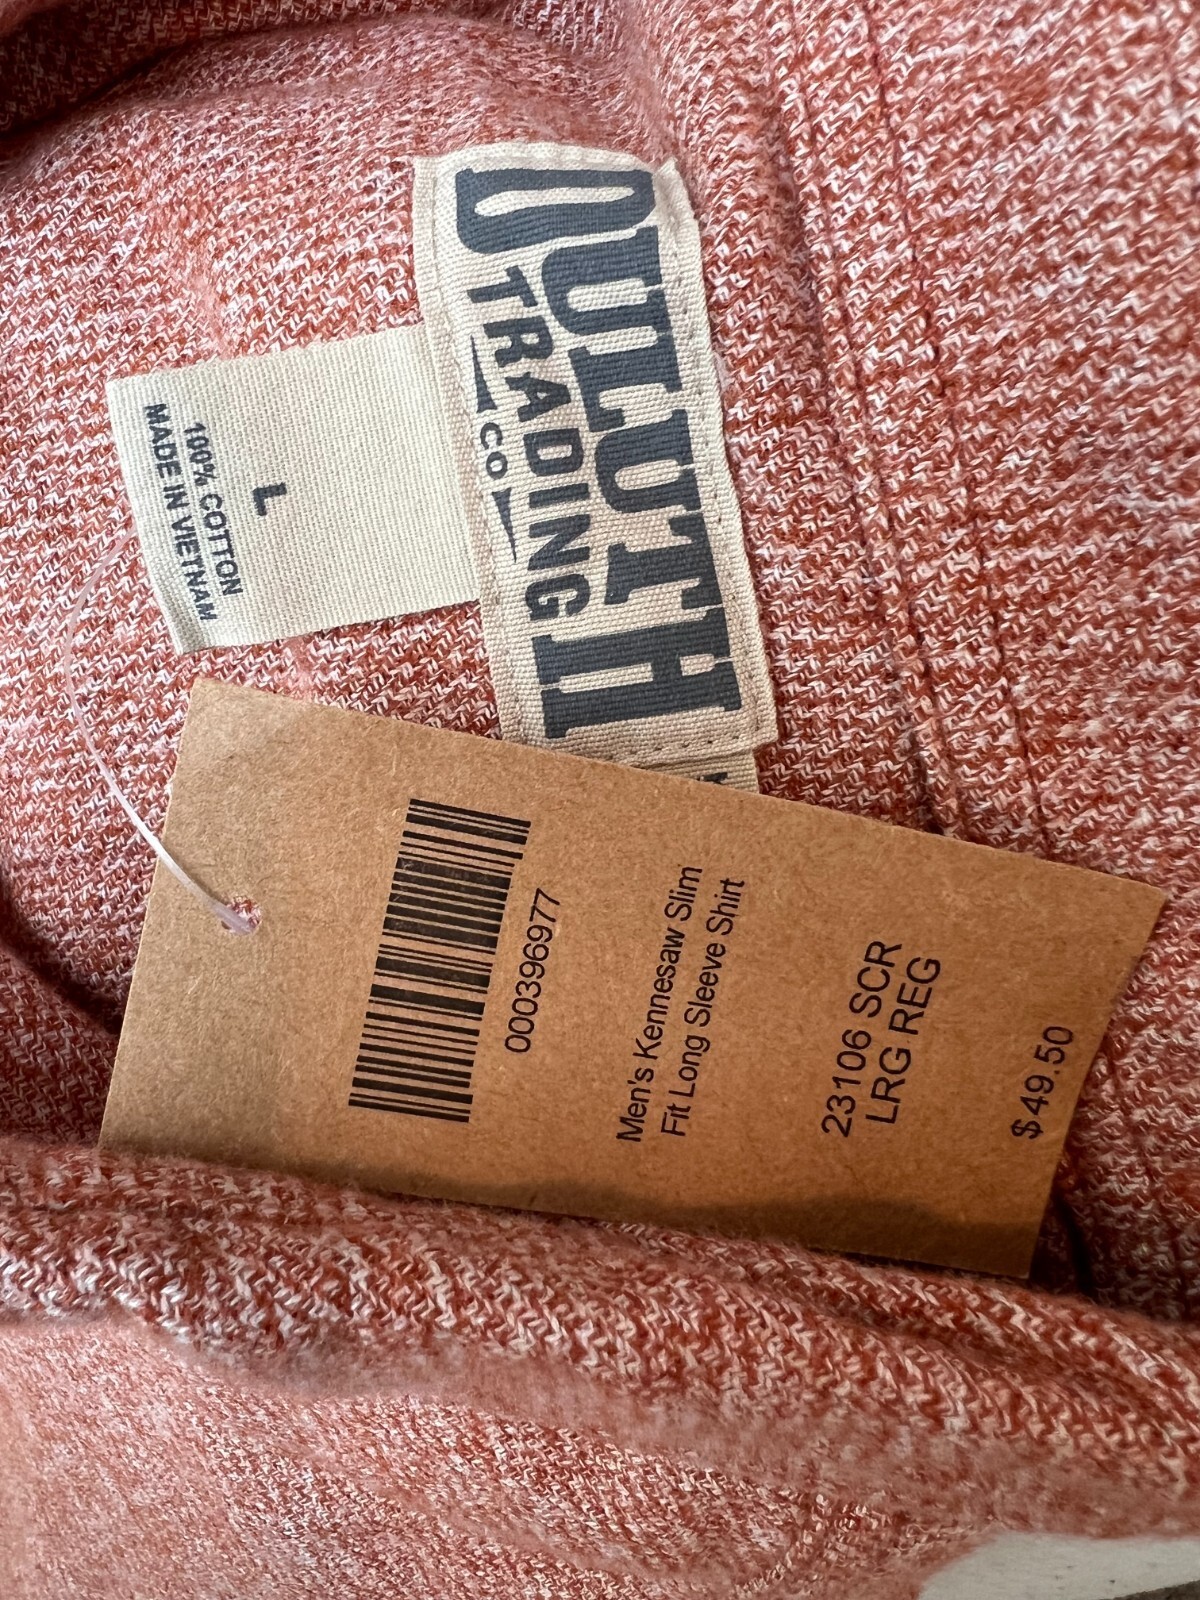 DULUTH
TRADING
CO
L
100% COTTON
MADE IN VIETNAM
000396977
Men's Kennesaw Slim
Fit Long Sleeve Shirt
23106 SCR
LRG REG
$49.50